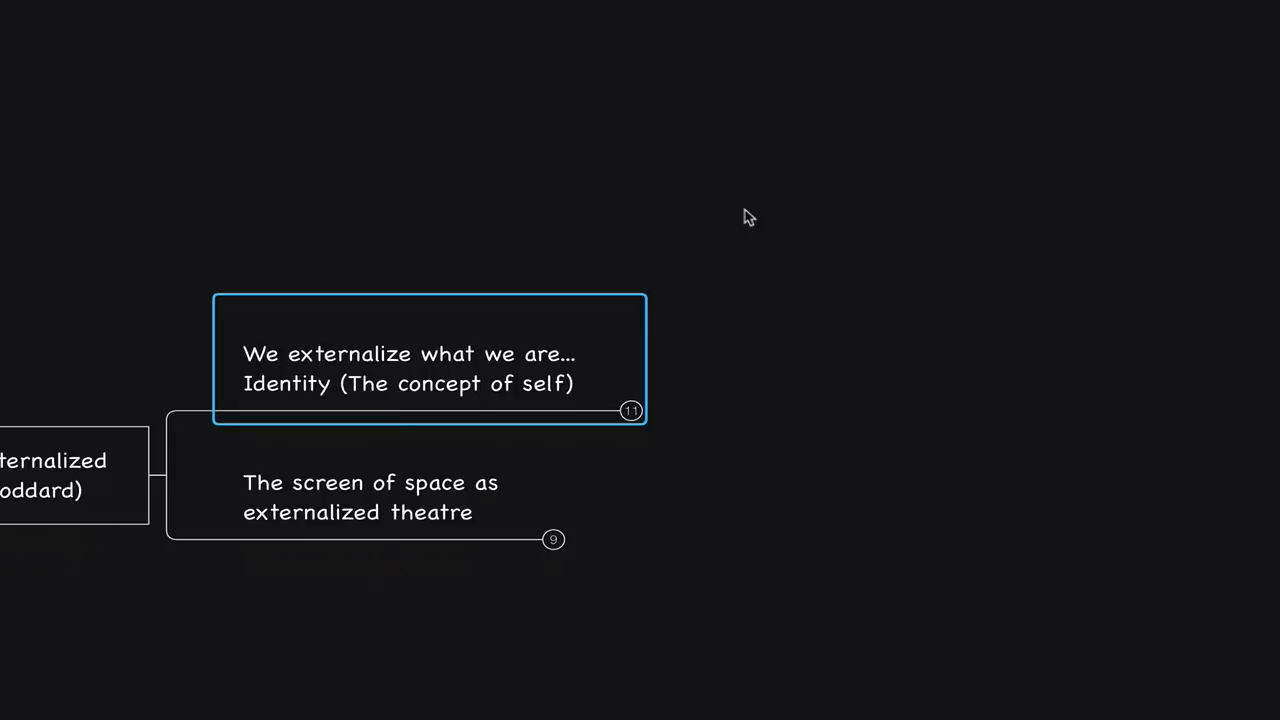 We externalize what we are...
Identity (The concept of self)
11
ternalized
oddard)
The screen of space as
externalized theatre
9